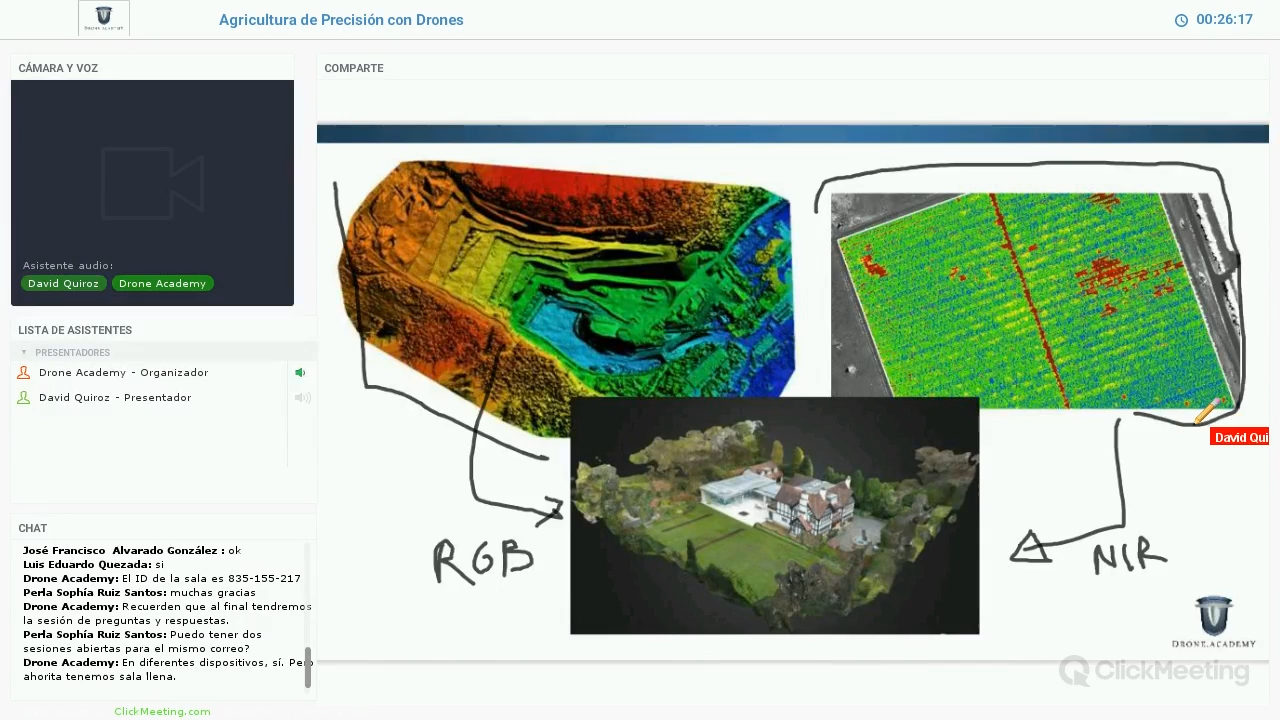 DRONE.ACADEMY
Agricultura de Precisión con Drones
00:26:17
CÁMARA Y VOZ
Asistente audio:
David Quiroz
Drone Academy
LISTA DE ASISTENTES
PRESENTADORES
Drone Academy - Organizador
David Quiroz - Presentador
CHAT
José Francisco Alvarado González : ok
Luis Eduardo Quezada: si
Drone Academy: El ID de la sala es 835-155-217
Perla Sophía Ruiz Santos: muchas gracias
Drone Academy: Recuerden que al final tendremos
la sesión de preguntas y respuestas.
Perla Sophía Ruiz Santos: Puedo tener dos
sesiones abiertas para el mismo correo?
Drone Academy: En diferentes dispositivos, sí. Pero
ahorita tenemos sala llena.
ClickMeeting.com
COMPARTE
David Qui
RGB
NIR
DRONE.ACADEMY
ClickMeeting